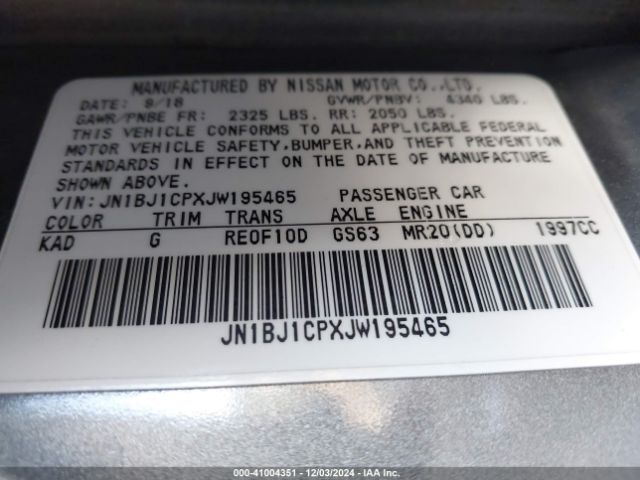 MANUFACTURED BY NISSAN MOTOR CO.,LTD.
DATE: 9/18 GVWR/PNBV: 4340 LBS.
GAWR/PNBE FR: 2325 LBS. RR: 2050 LBS.
THIS VEHICLE CONFORMS TO ALL APPLICABLE FEDERAL
MOTOR VEHICLE SAFETY,BUMPER,AND THEFT PREVENTION
STANDARDS IN EFFECT ON THE DATE OF MANUFACTURE
SHOWN ABOVE.
VIN:JN1BJ1CPXJW195465 PASSENGER CAR
COLOR TRIM TRANS AXLE ENGINE
KAD G RE0F10D GS63 MR20(DD) 1997CC
JN1BJ1CPXJW195465
000-41004351 | 12/03/2024 - IAA Inc.